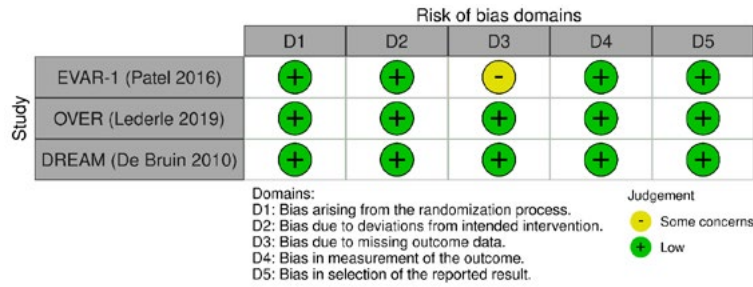 Risk of bias domains
D1 D2 D3 D4 D5
Study
EVAR-1 (Patel 2016) + + - + +
OVER (Lederle 2019) + + + + +
DREAM (De Bruin 2010) + + + + +
Domains:
D1: Bias arising from the randomization process.
D2: Bias due to deviations from intended intervention.
D3: Bias due to missing outcome data.
D4: Bias in measurement of the outcome.
D5: Bias in selection of the reported result.
Judgement
- Some concerns
+ Low